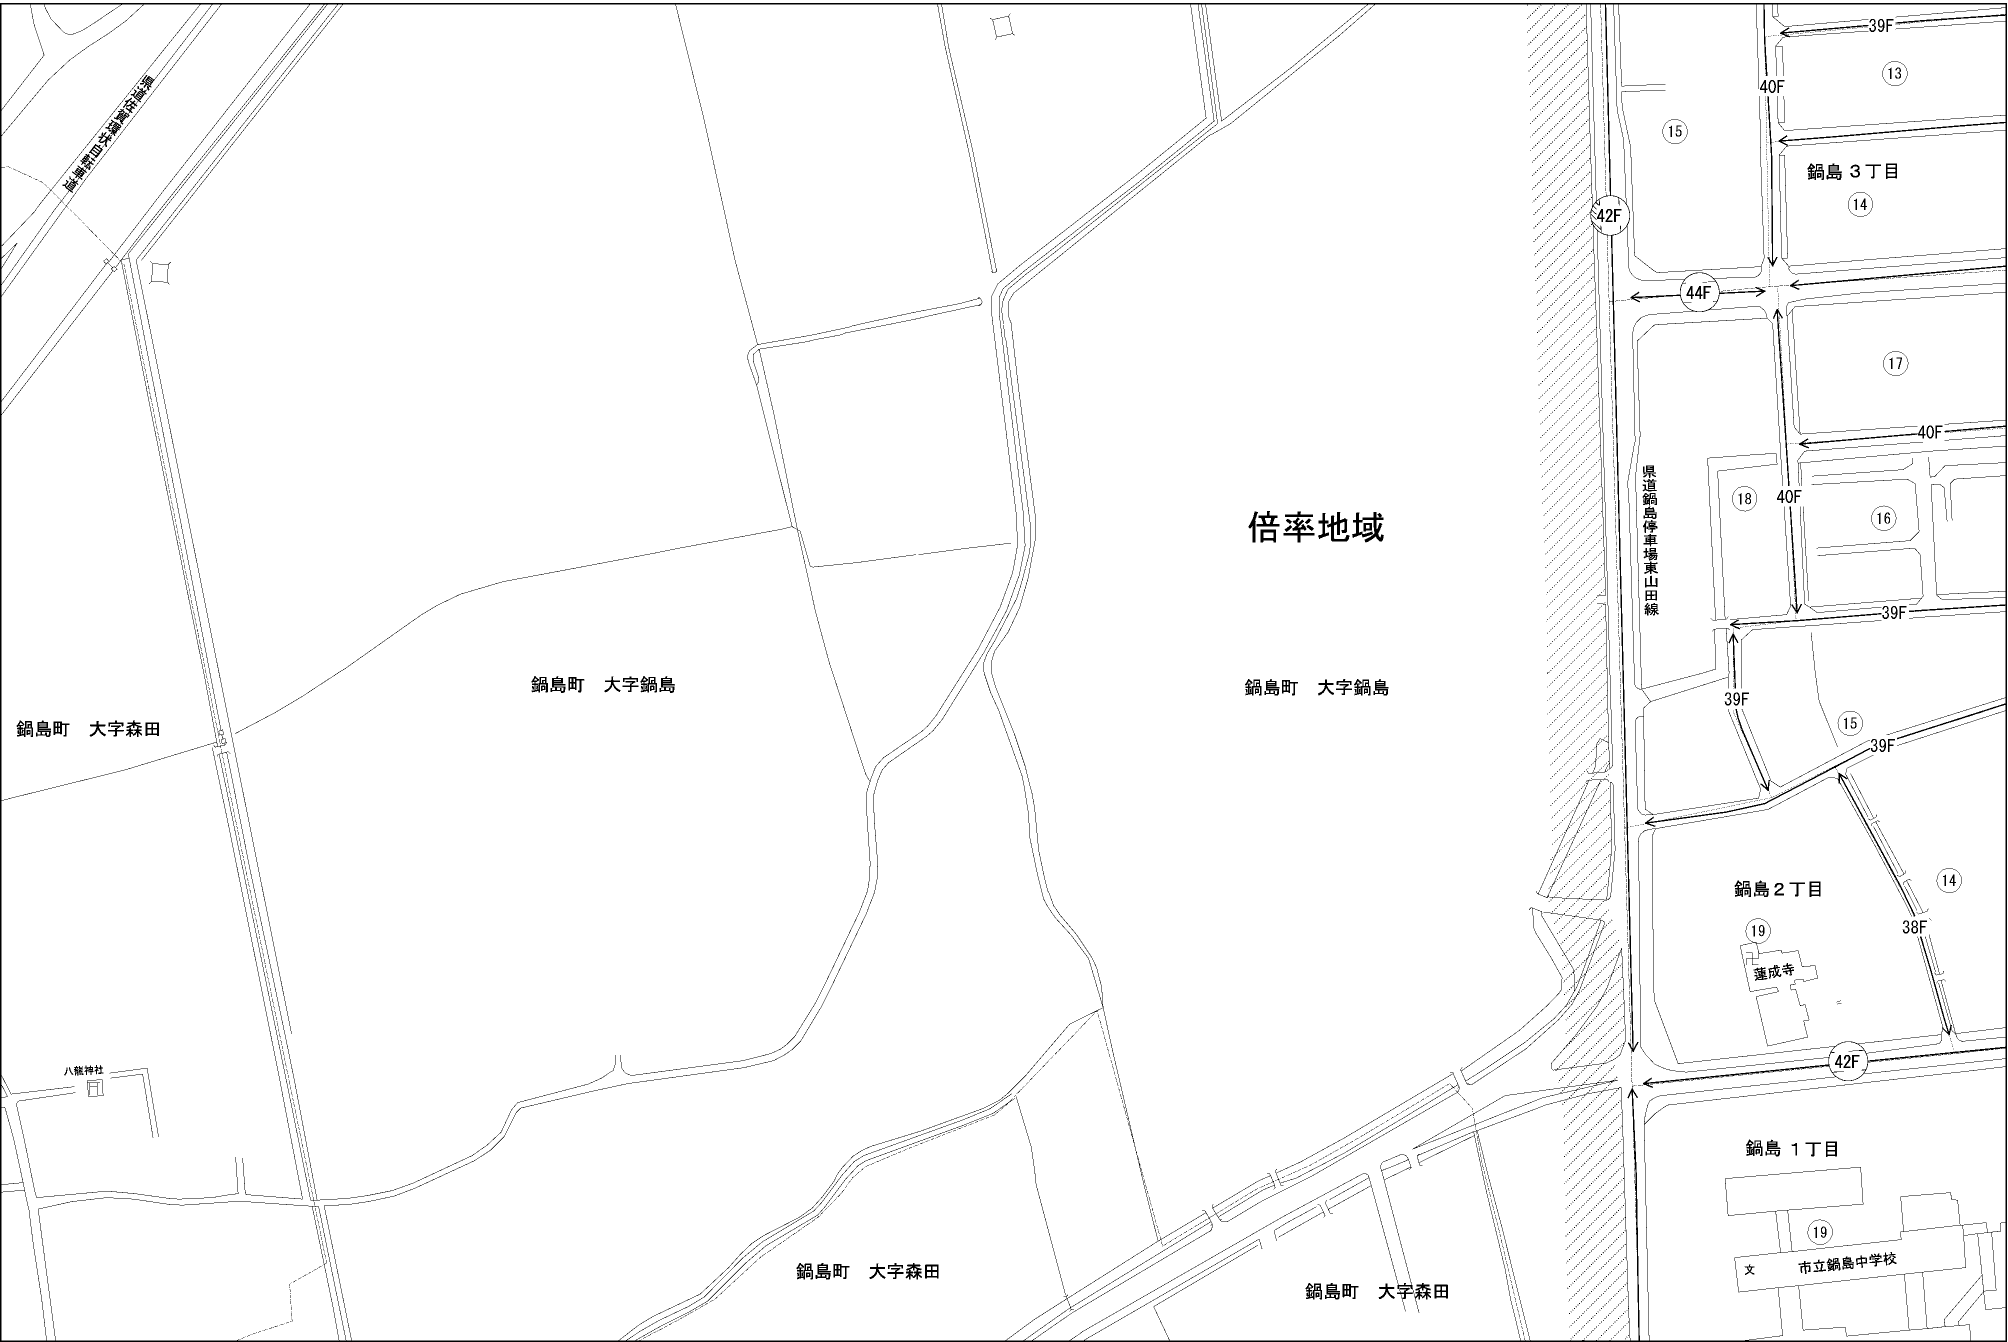 39F
13
県道佐賀環状自転車道
40F
15
鍋島３丁目
14
42F
44F
17
40F
18
40F
16
倍率地域
県道鍋島停車場東山田線
39F
鍋島町　大字鍋島
鍋島町　大字鍋島
39F
鍋島町　大字森田
15
39F
14
鍋島２丁目
38F
19
蓮成寺
42F
八龍神社
鍋島１丁目
19
文
市立鍋島中学校
鍋島町　大字森田
鍋島町　大字森田